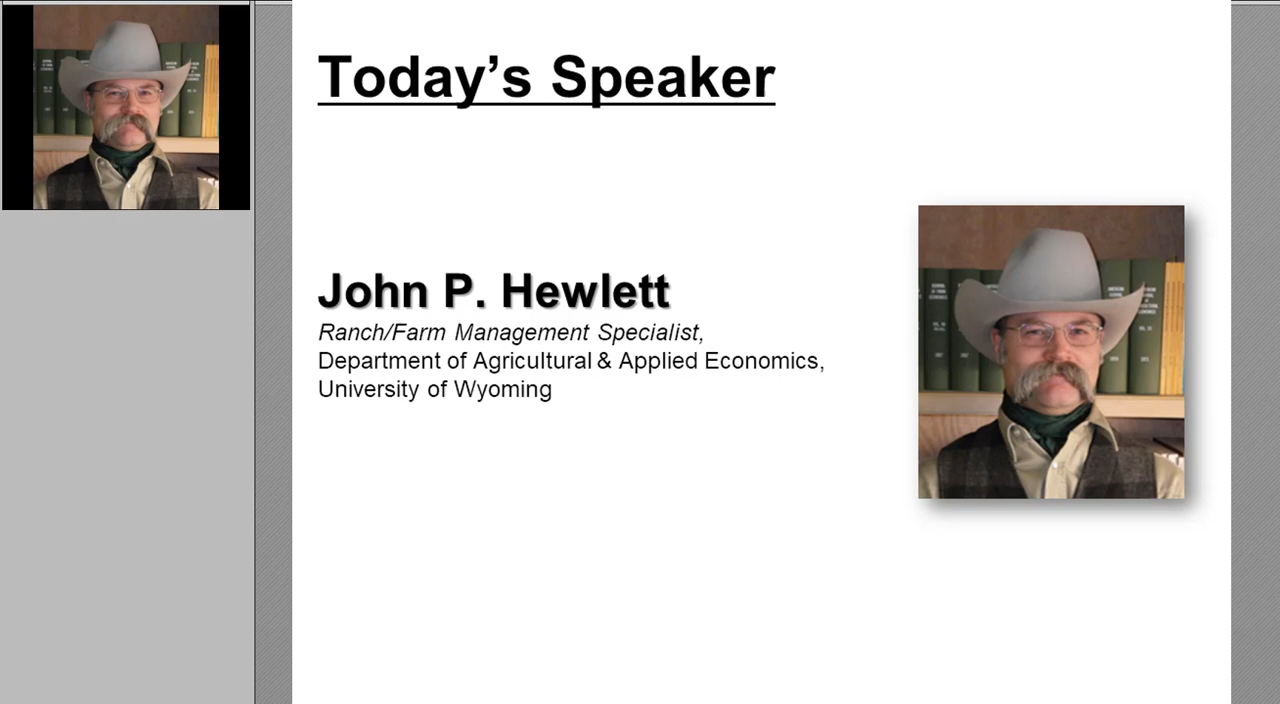 Today’s Speaker
John P. Hewlett
Ranch/Farm Management Specialist,
Department of Agricultural & Applied Economics,
University of Wyoming